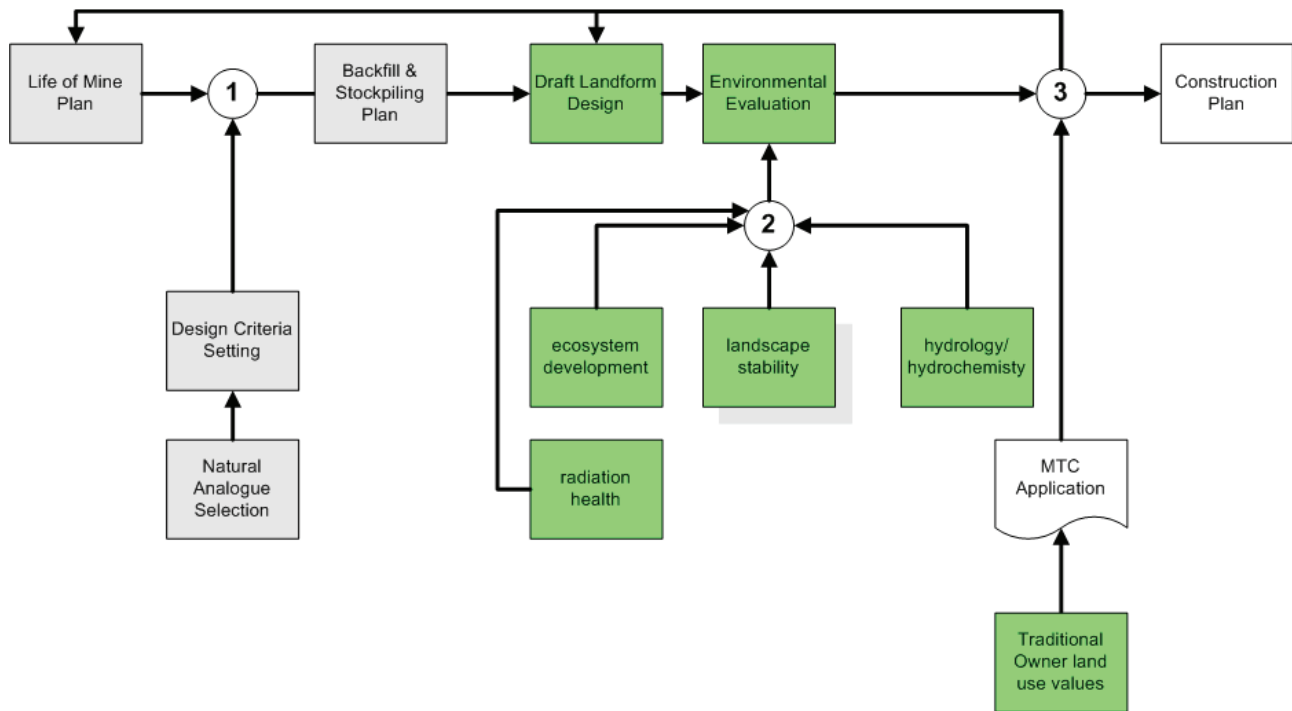 Life of Mine
Plan
1
Backfill &
Stockpiling
Plan
Draft Landform
Design
Environmental
Evaluation
3
Construction
Plan
2
Design Criteria
Setting
ecosystem
development
landscape
stability
hydrology/
hydrochemisty
Natural
Analogue
Selection
radiation
health
MTC
Application
Traditional
Owner land
use values